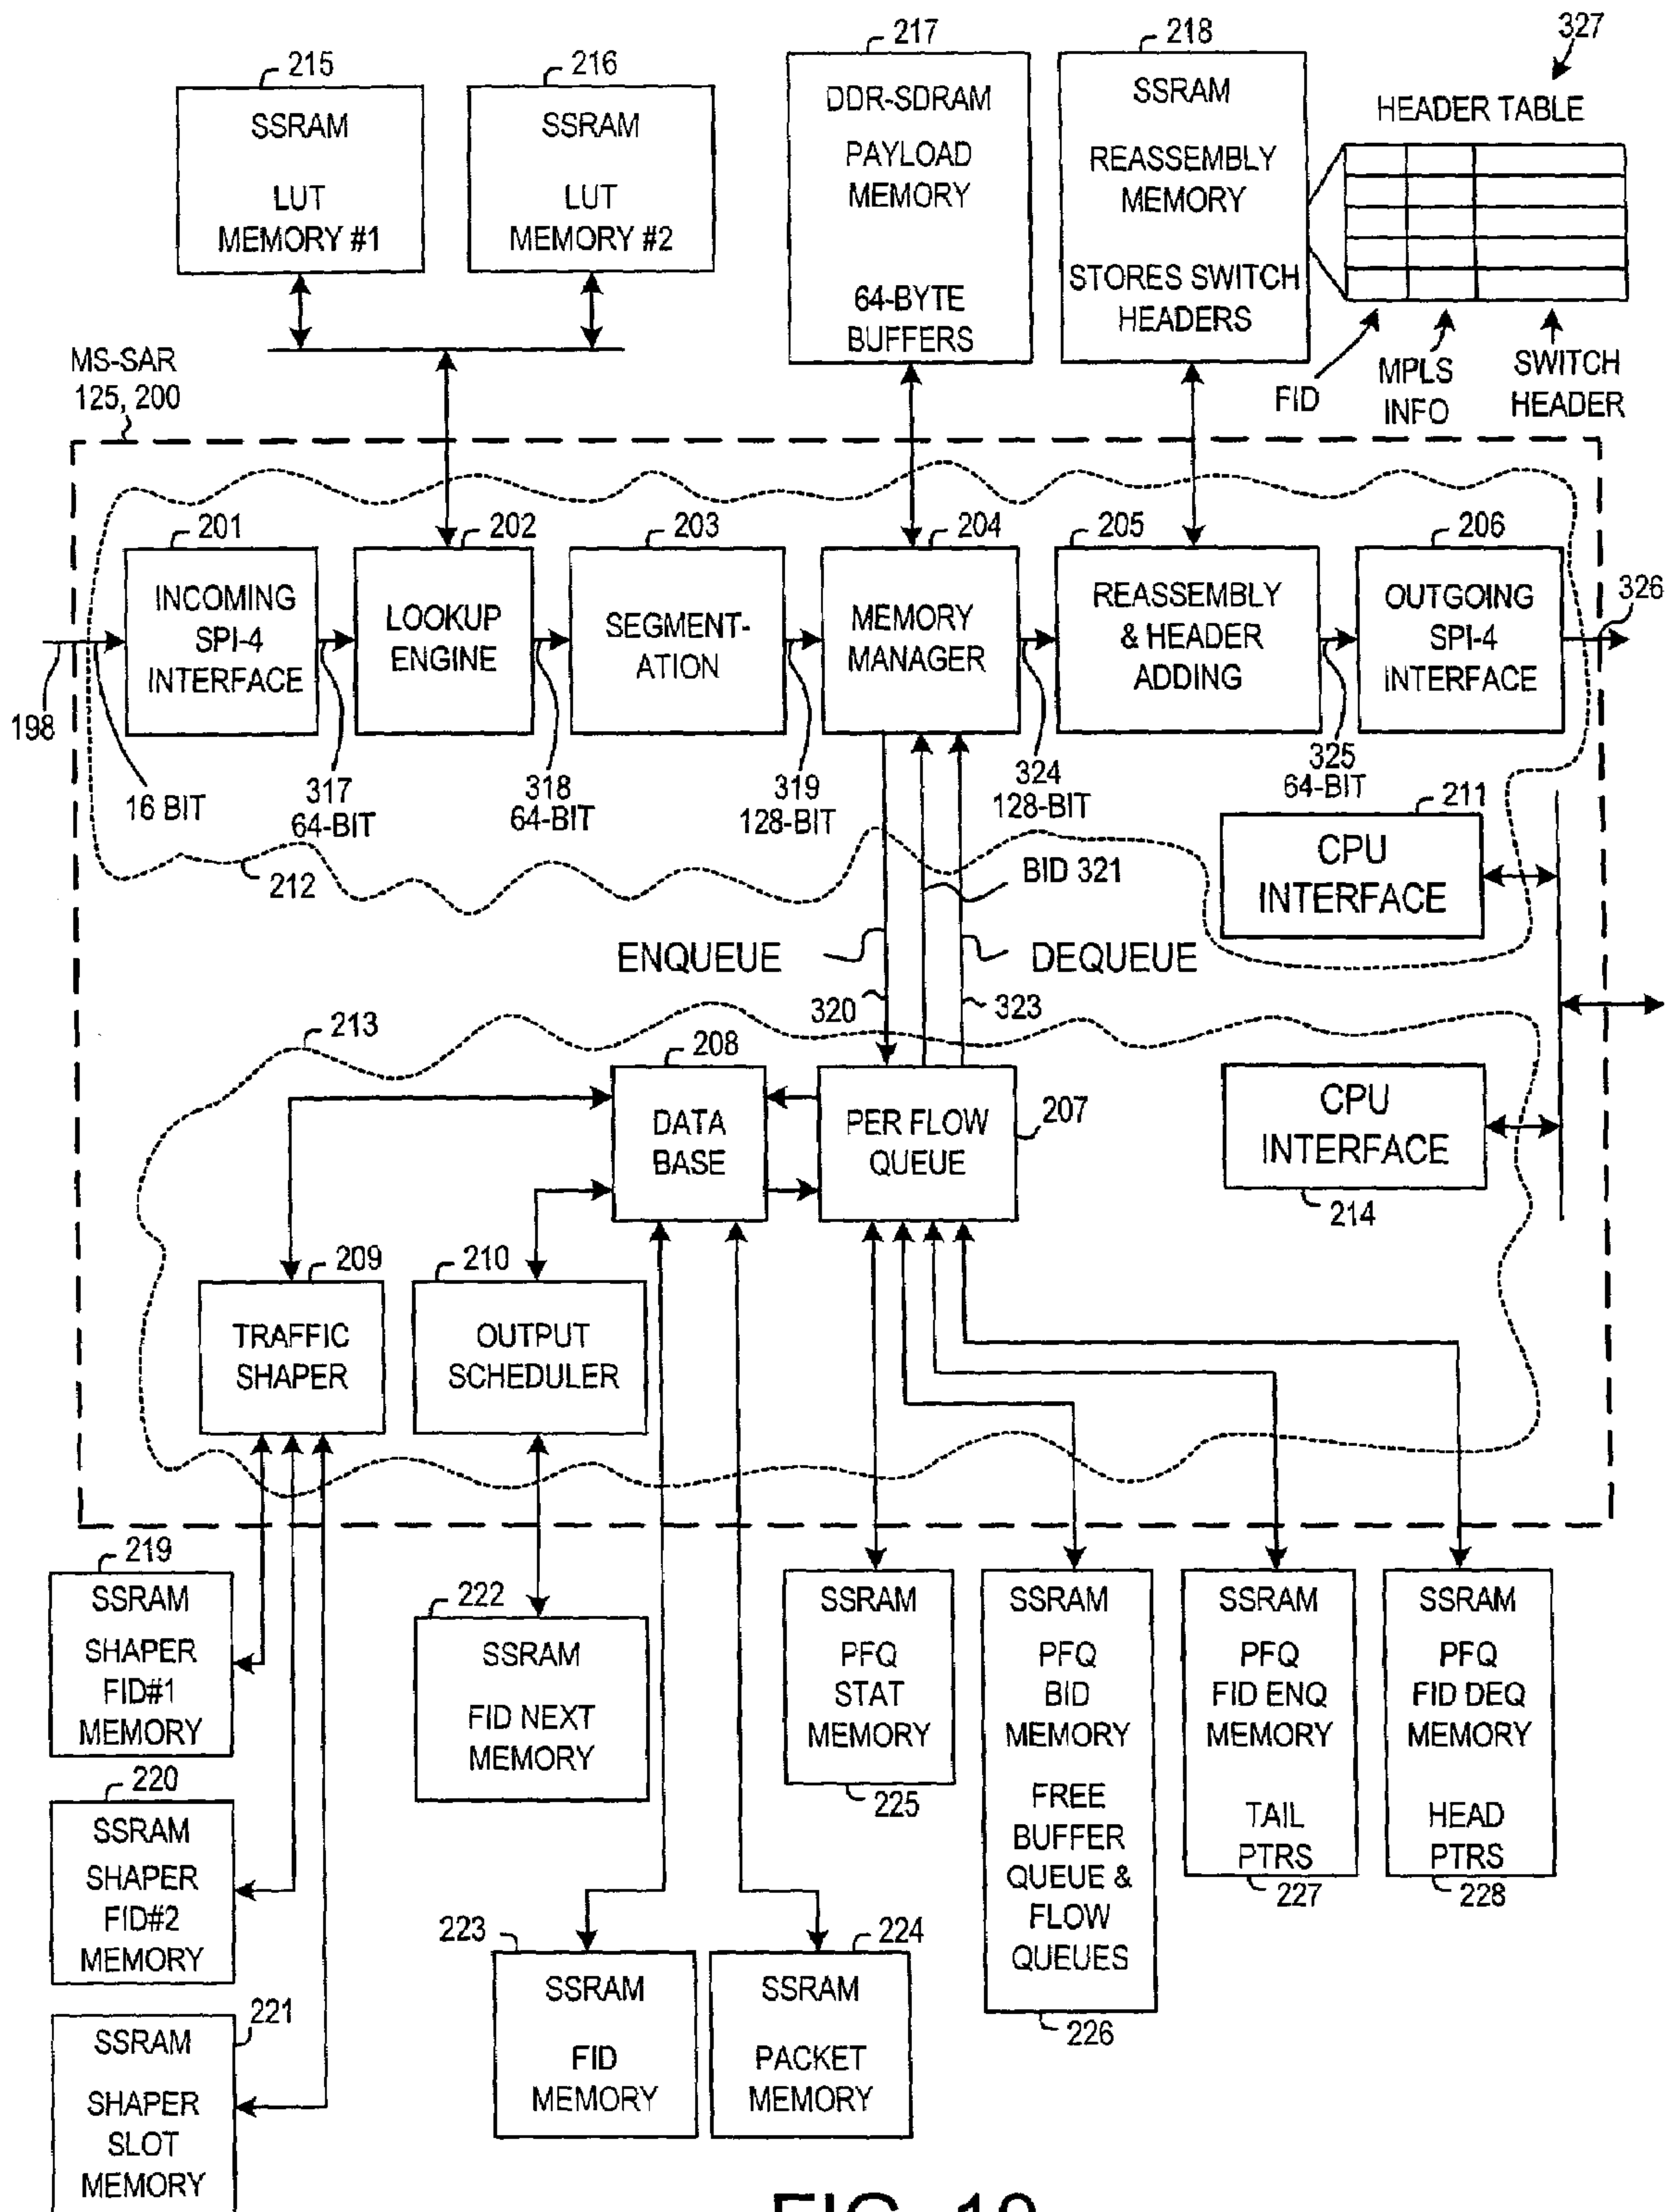 217
218
327
215
216
SSRAM
LUT
MEMORY #1
SSRAM
LUT
MEMORY #2
DDR-SDRAM
PAYLOAD
MEMORY
64-BYTE
BUFFERS
SSRAM
REASSEMBLY
MEMORY
STORES SWITCH
HEADERS
HEADER TABLE
FID
MPLS
INFO
SWITCH
HEADER
MS-SAR
125, 200
201
202
203
204
205
206
INCOMING
SPI-4
INTERFACE
LOOKUP
ENGINE
SEGMENT-
ATION
MEMORY
MANAGER
REASSEMBLY
& HEADER
ADDING
OUTGOING
SPI-4
INTERFACE
326
198
16 BIT
317
64-BIT
318
64-BIT
319
128-BIT
324
128-BIT
325
64-BIT
211
CPU
INTERFACE
212
BID 321
ENQUEUE
DEQUEUE
320
323
213
208
DATA
BASE
PER FLOW
QUEUE
207
CPU
INTERFACE
214
209
TRAFFIC
SHAPER
210
OUTPUT
SCHEDULER
219
SSRAM
SHAPER
FID#1
MEMORY
220
SSRAM
SHAPER
FID#2
MEMORY
221
SSRAM
SHAPER
SLOT
MEMORY
222
SSRAM
FID NEXT
MEMORY
223
SSRAM
FID
MEMORY
224
SSRAM
PACKET
MEMORY
SSRAM
PFQ
STAT
MEMORY
225
SSRAM
PFQ
BID
MEMORY
FREE
BUFFER
QUEUE &
FLOW
QUEUES
226
SSRAM
PFQ
FID ENQ
MEMORY
TAIL
PTRS
227
SSRAM
PFQ
FID DEQ
MEMORY
HEAD
PTRS
228